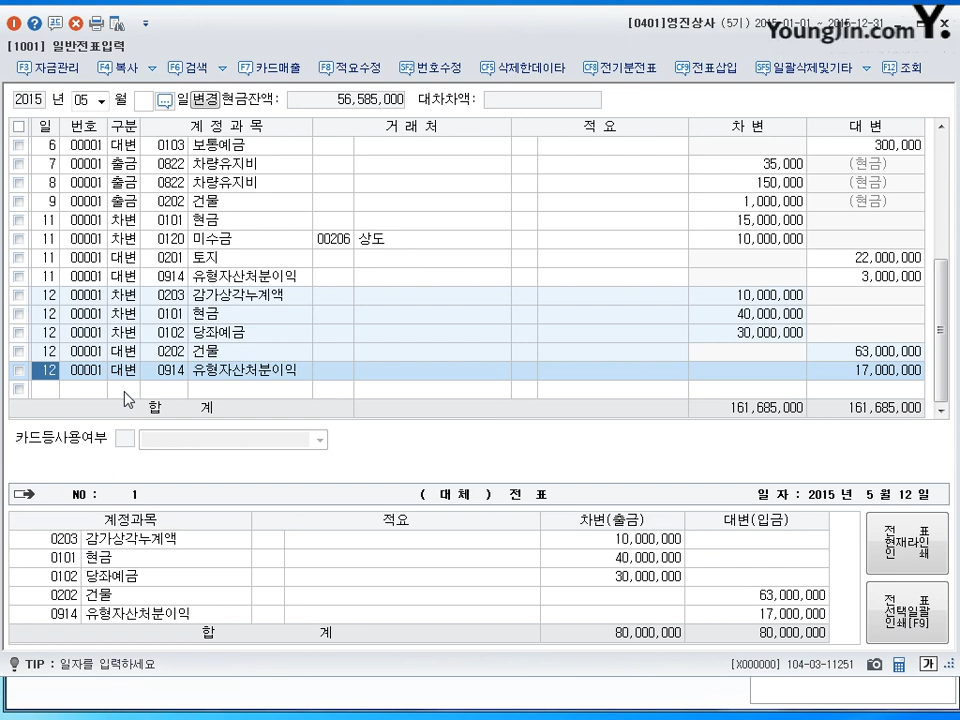 [0401]영진상사 (5기) 2015-01-01 ~ 2015-12-31
YoungJin.com Y.
[1001] 일반전표입력
F3 자금관리 F4 복사 F6 검색 F7 카드매출 F8 적요수정 SF2 번호수정 CF5 삭제한데이타 CF8 전기분전표 CF9 전표삽입 SF5 일괄삭제및기타 F12 조회
2015 년 05 월 일 변경 현금잔액: 56,585,000 대차차액:
일 번호 구분 계 정 과 목 거 래 처 적 요 차 변 대 변
6 00001 대변 0103 보통예금 300,000
7 00001 출금 0822 차량유지비 35,000 (현금)
8 00001 출금 0822 차량유지비 150,000 (현금)
9 00001 출금 0202 건물 1,000,000 (현금)
11 00001 차변 0101 현금 15,000,000
11 00001 차변 0120 미수금 00206 상도 10,000,000
11 00001 대변 0201 토지 22,000,000
11 00001 대변 0914 유형자산처분이익 3,000,000
12 00001 차변 0203 감가상각누계액 10,000,000
12 00001 차변 0101 현금 40,000,000
12 00001 차변 0102 당좌예금 30,000,000
12 00001 대변 0202 건물 63,000,000
12 00001 대변 0914 유형자산처분이익 17,000,000
합 계 161,685,000 161,685,000
카드등사용여부
NO : 1 ( 대 체 ) 전 표 일 자 : 2015 년 5 월 12 일
계정과목 적요 차변(출금) 대변(입금)
0203 감가상각누계액 10,000,000
0101 현금 40,000,000
0102 당좌예금 30,000,000
0202 건물 63,000,000
0914 유형자산처분이익 17,000,000
합 계 80,000,000 80,000,000
전 표
현재라인
인 쇄
전 표
선택일괄
인쇄[F9]
TIP : 일자를 입력하세요
[X000000] 104-03-11251 가